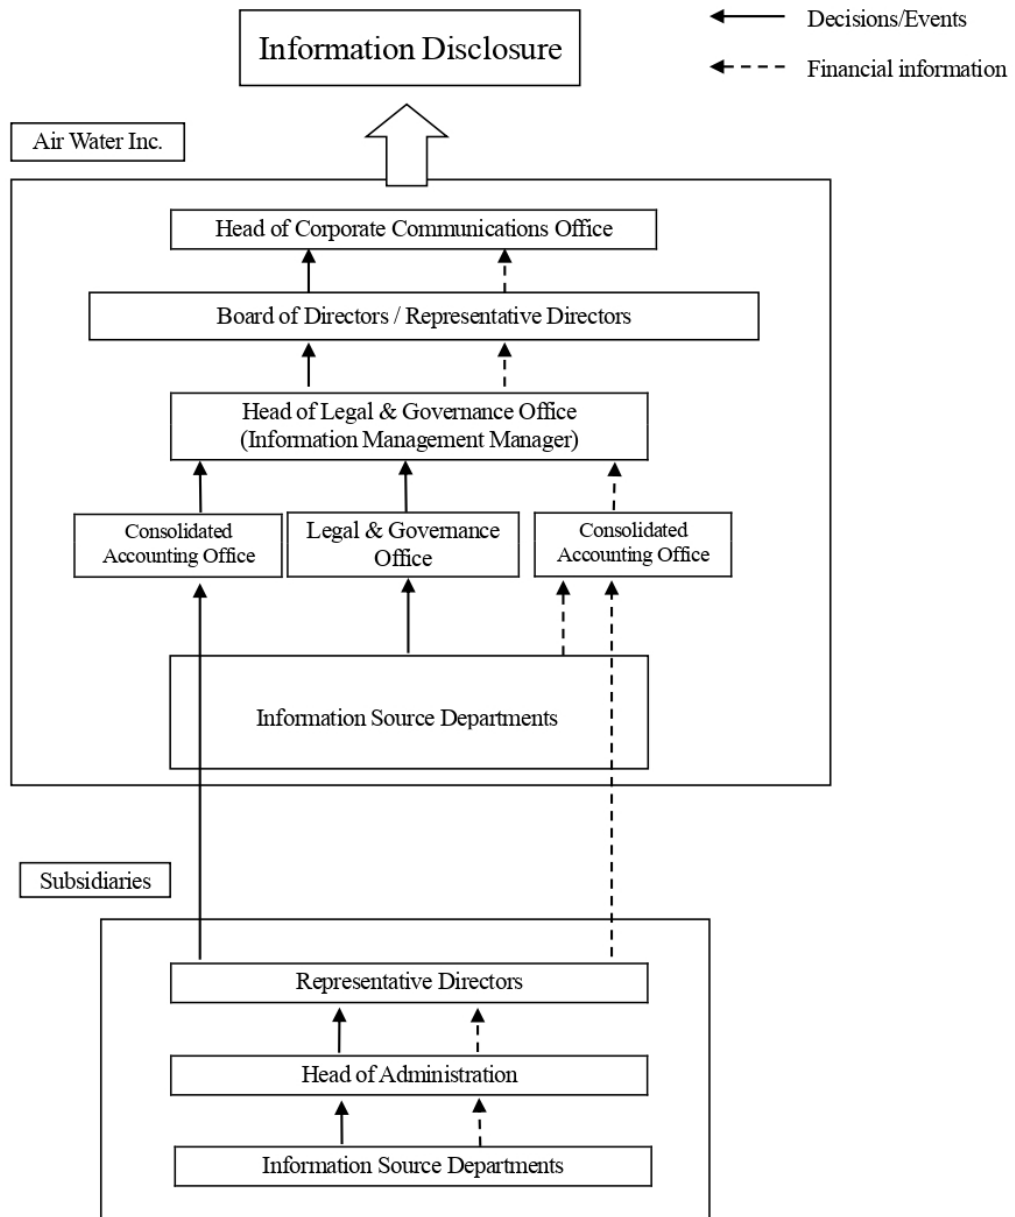 Information Disclosure
Decisions/Events
Financial information
Air Water Inc.
Head of Corporate Communications Office
Board of Directors / Representative Directors
Head of Legal & Governance Office
(Information Management Manager)
Consolidated
Accounting Office
Legal & Governance
Office
Consolidated
Accounting Office
Information Source Departments
Subsidiaries
Representative Directors
Head of Administration
Information Source Departments